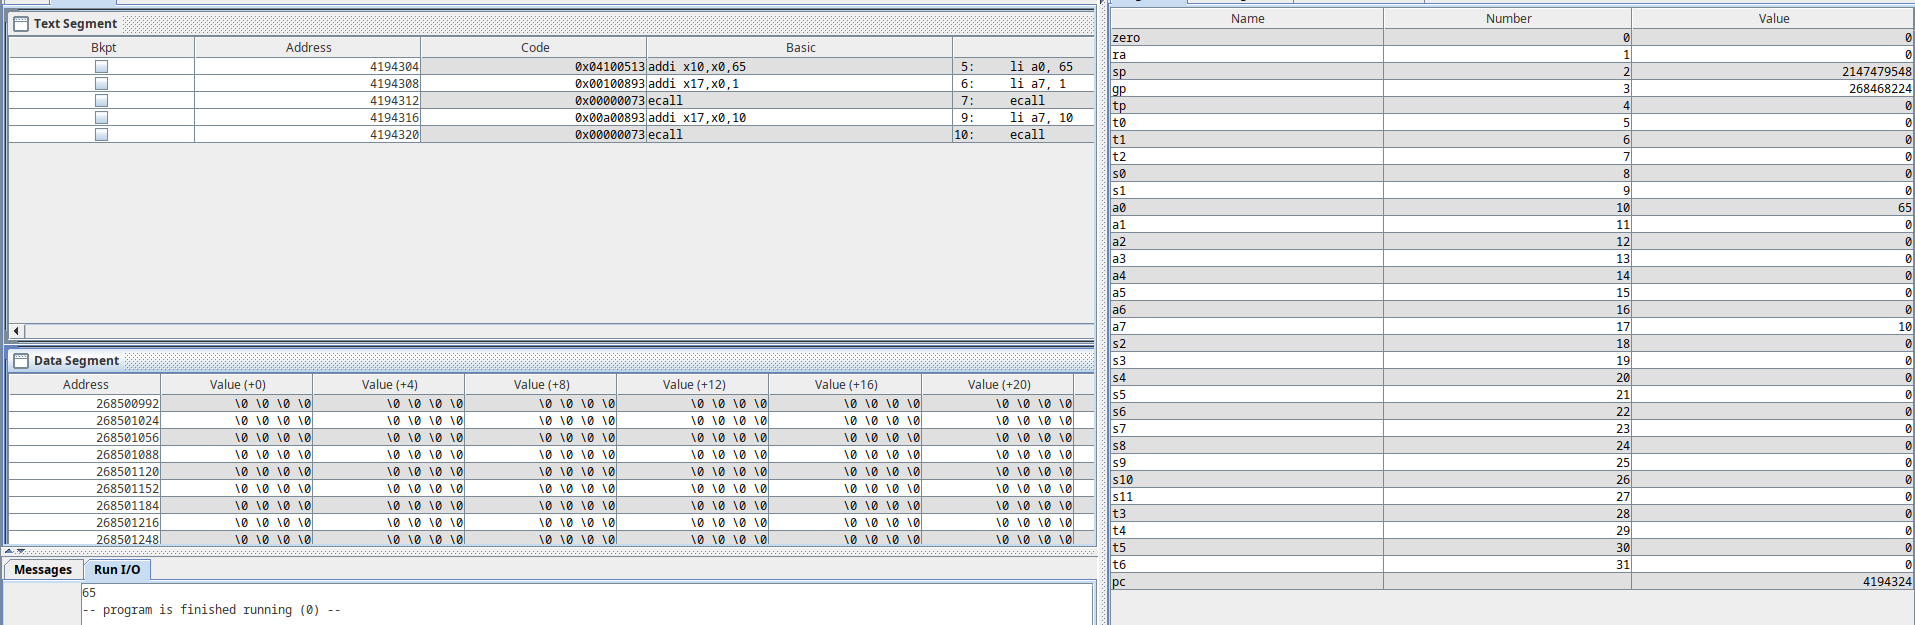 Text Segment
Bkpt Address Code Basic
4194304 0x04100513 addi x10,x0,65 5: li a0, 65
4194308 0x00100893 addi x17,x0,1 6: li a7, 1
4194312 0x00000073 ecall 7: ecall
4194316 0x00a00893 addi x17,x0,10 9: li a7, 10
4194320 0x00000073 ecall 10: ecall
Data Segment
Address Value (+0) Value (+4) Value (+8) Value (+12) Value (+16) Value (+20)
268500992 \0 \0 \0 \0 \0 \0 \0 \0 \0 \0 \0 \0 \0 \0 \0 \0 \0 \0 \0 \0 \0 \0 \0 \0
268501024 \0 \0 \0 \0 \0 \0 \0 \0 \0 \0 \0 \0 \0 \0 \0 \0 \0 \0 \0 \0 \0 \0 \0 \0
268501056 \0 \0 \0 \0 \0 \0 \0 \0 \0 \0 \0 \0 \0 \0 \0 \0 \0 \0 \0 \0 \0 \0 \0 \0
268501088 \0 \0 \0 \0 \0 \0 \0 \0 \0 \0 \0 \0 \0 \0 \0 \0 \0 \0 \0 \0 \0 \0 \0 \0
268501120 \0 \0 \0 \0 \0 \0 \0 \0 \0 \0 \0 \0 \0 \0 \0 \0 \0 \0 \0 \0 \0 \0 \0 \0
268501152 \0 \0 \0 \0 \0 \0 \0 \0 \0 \0 \0 \0 \0 \0 \0 \0 \0 \0 \0 \0 \0 \0 \0 \0
268501184 \0 \0 \0 \0 \0 \0 \0 \0 \0 \0 \0 \0 \0 \0 \0 \0 \0 \0 \0 \0 \0 \0 \0 \0
268501216 \0 \0 \0 \0 \0 \0 \0 \0 \0 \0 \0 \0 \0 \0 \0 \0 \0 \0 \0 \0 \0 \0 \0 \0
268501248 \0 \0 \0 \0 \0 \0 \0 \0 \0 \0 \0 \0 \0 \0 \0 \0 \0 \0 \0 \0 \0 \0 \0 \0
Messages Run I/O
65
-- program is finished running (0) --
Name Number Value
zero 0 0
ra 1 0
sp 2 2147479548
gp 3 268468224
tp 4 0
t0 5 0
t1 6 0
t2 7 0
s0 8 0
s1 9 0
a0 10 65
a1 11 0
a2 12 0
a3 13 0
a4 14 0
a5 15 0
a6 16 0
a7 17 10
s2 18 0
s3 19 0
s4 20 0
s5 21 0
s6 22 0
s7 23 0
s8 24 0
s9 25 0
s10 26 0
s11 27 0
t3 28 0
t4 29 0
t5 30 0
t6 31 0
pc 4194324